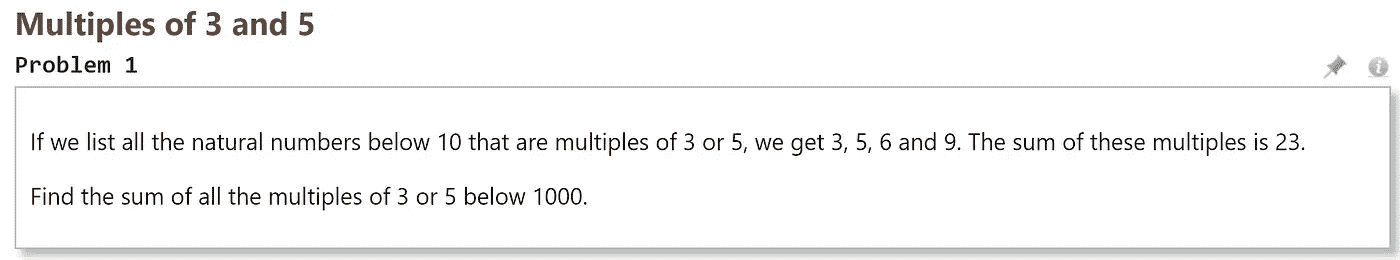 Multiples of 3 and 5
Problem 1
If we list all the natural numbers below 10 that are multiples of 3 or 5, we get 3, 5, 6 and 9. The sum of these multiples is 23.
Find the sum of all the multiples of 3 or 5 below 1000.